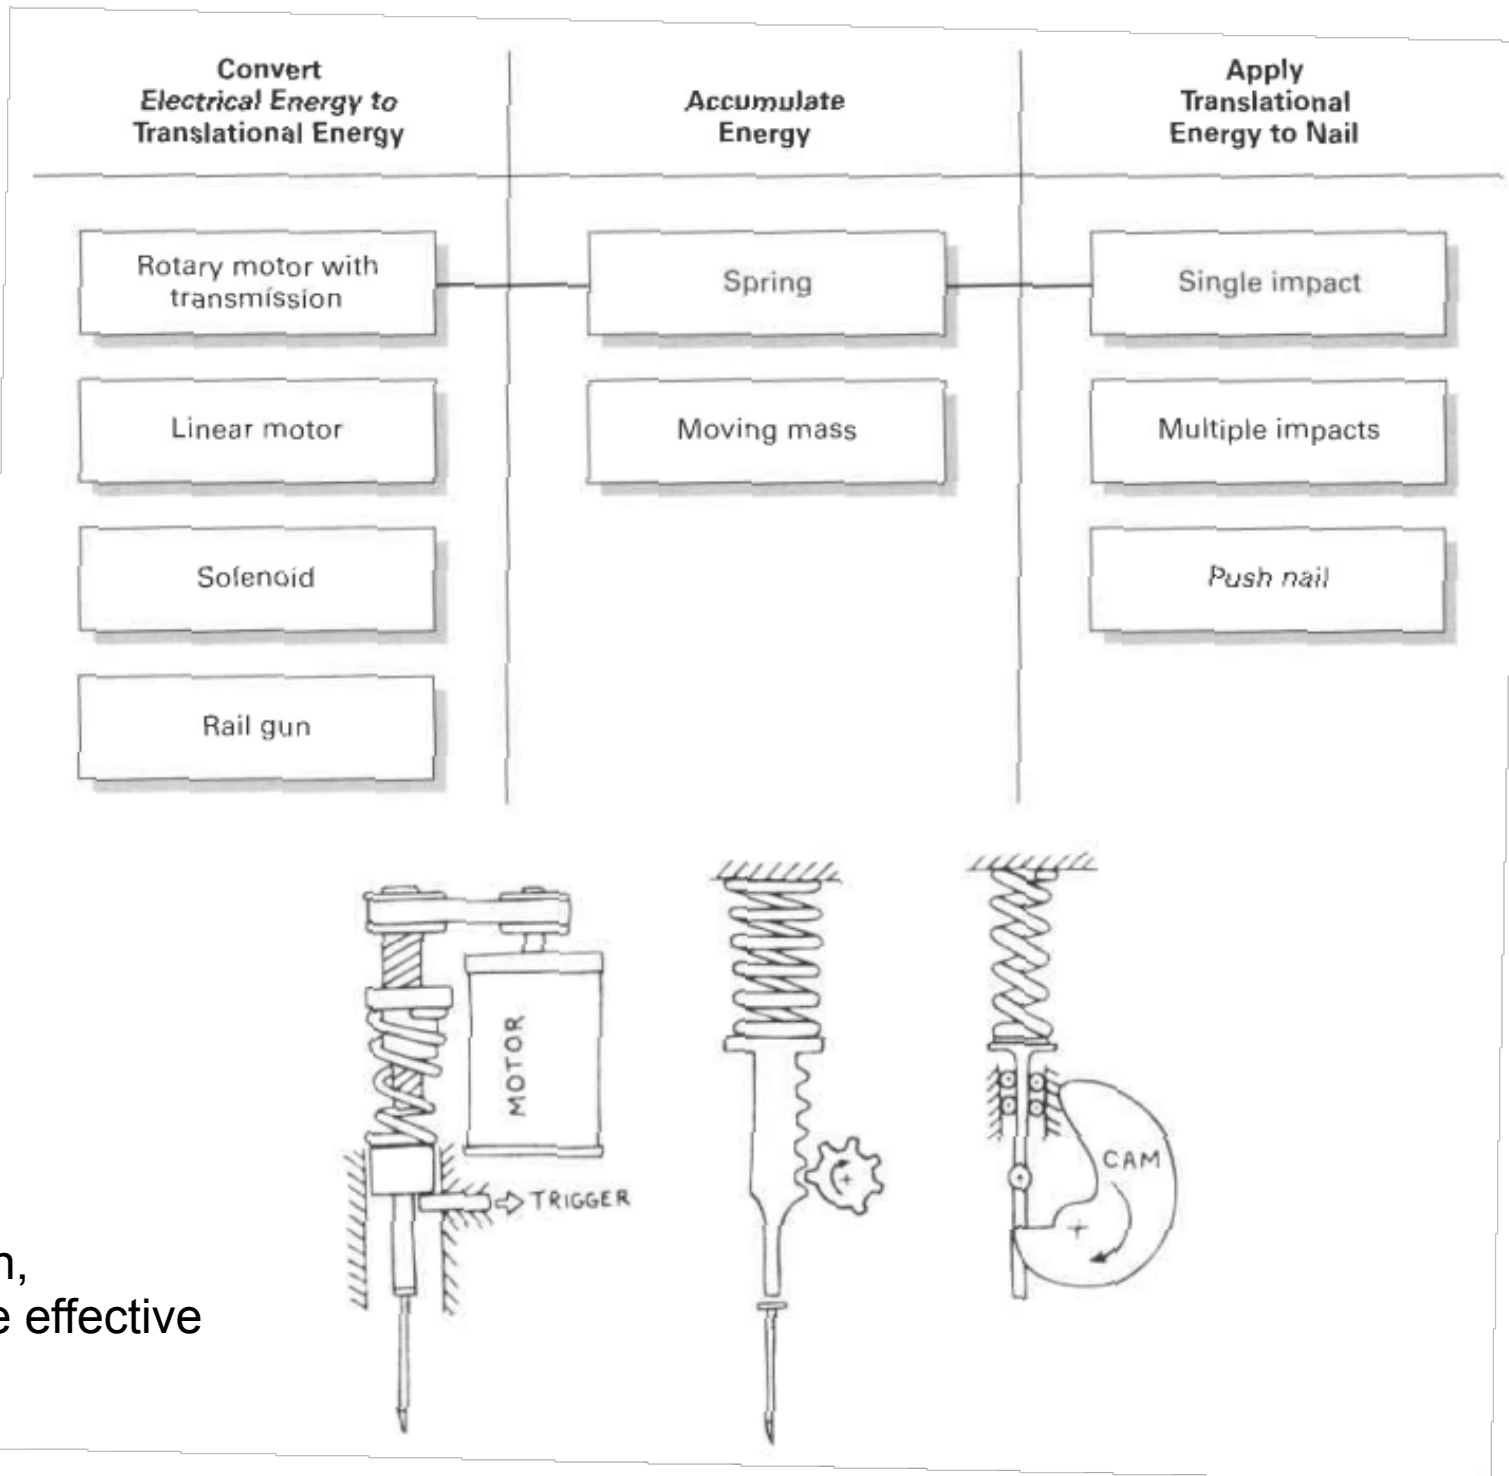 Convert
Electrical Energy to
Translational Energy
Accumulate
Energy
Apply
Translational
Energy to Nail
Rotary motor with
transmission
Spring
Single impact
Linear motor
Moving mass
Multiple impacts
Solenoid
Push nail
Rail gun
MOTOR
TRIGGER
CAM
effective